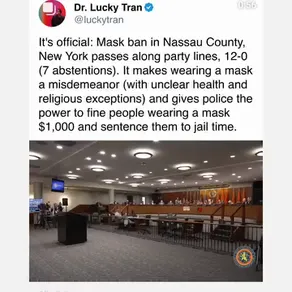 Dr. Lucky Tran
@luckytran
It's official: Mask ban in Nassau County,
New York passes along party lines, 12-0
(7 abstentions). It makes wearing a mask
a misdemeanor (with unclear health and
religious exceptions) and gives police the
power to fine people wearing a mask
$1,000 and sentence them to jail time.